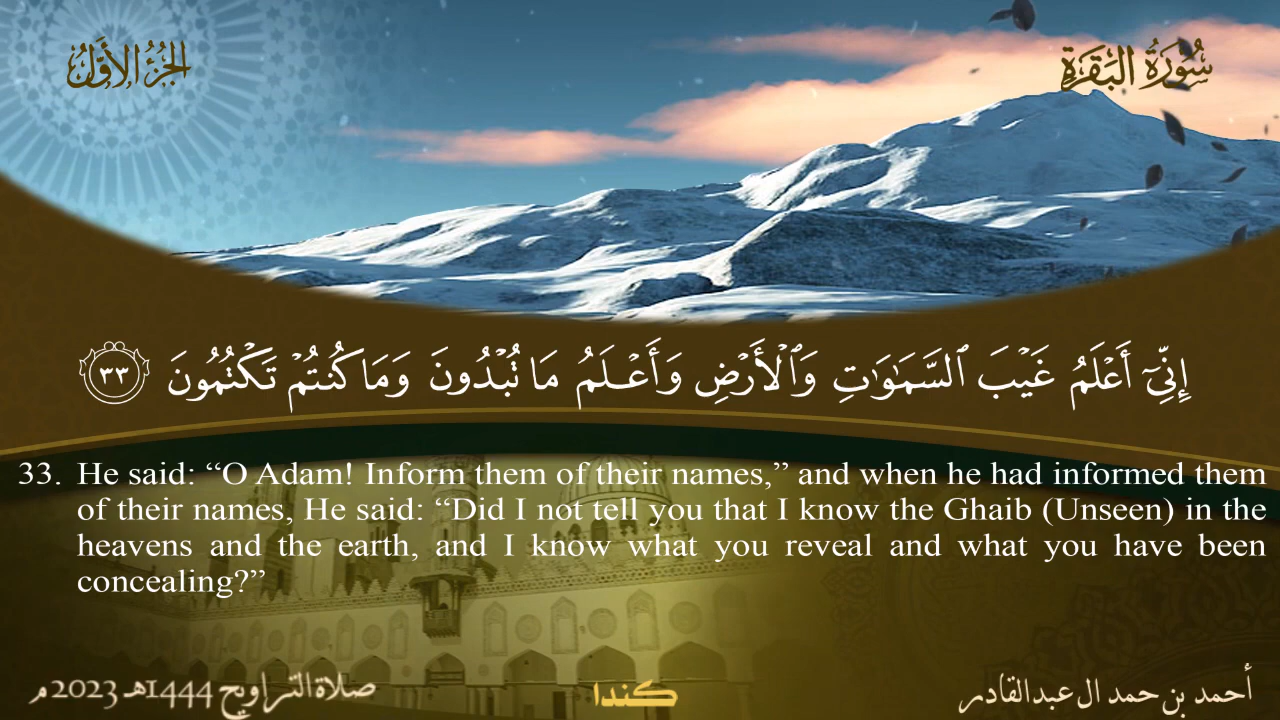 سُورَةُ البَقَرَةِ
الجُزْءُ الأَوَّلُ
إِنِّىٓ أَعْلَمُ غَيْبَ ٱلسَّمَٰوَٰتِ وَٱلْأَرْضِ وَأَعْلَمُ مَا تُبْدُونَ وَمَا كُنتُمْ تَكْتُمُونَ ٣٣
33. He said: “O Adam! Inform them of their names,” and when he had informed them
of their names, He said: “Did I not tell you that I know the Ghaib (Unseen) in the
heavens and the earth, and I know what you reveal and what you have been
concealing?”
أحمد بن حمد ال عبدالقادر
كندا
صلاة التراويح 1444هـ 2023م